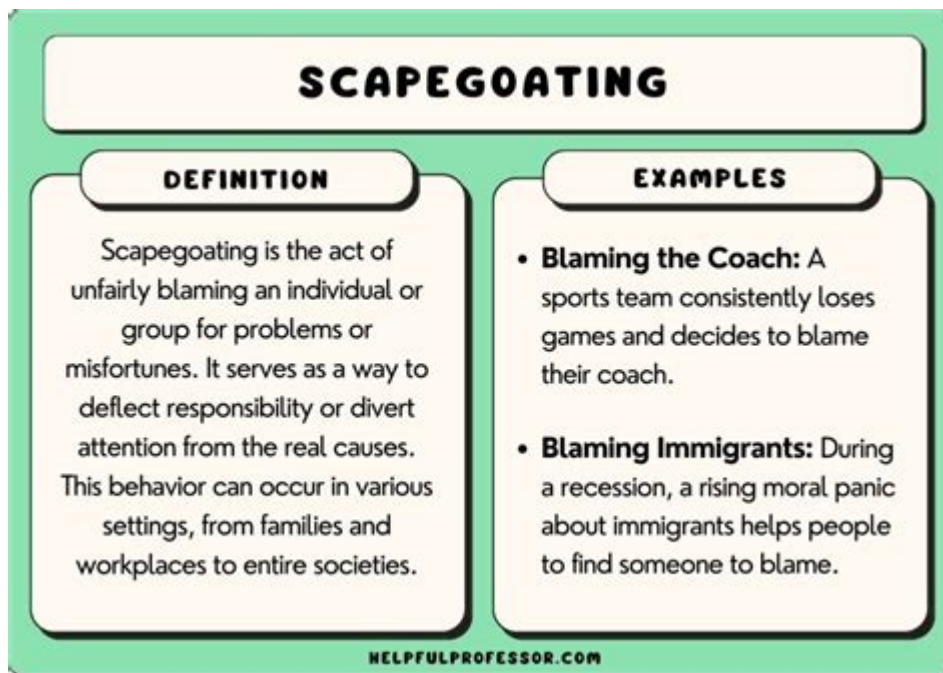 SCAPEGOATING
DEFINITION
Scapegoating is the act of
unfairly blaming an individual or
group for problems or
misfortunes. It serves as a way to
deflect responsibility or divert
attention from the real causes.
This behavior can occur in various
settings, from families and
workplaces to entire societies.
EXAMPLES
• Blaming the Coach: A
sports team consistently loses
games and decides to blame
their coach.
• Blaming Immigrants: During
a recession, a rising moral panic
about immigrants helps people
to find someone to blame.
HELPFULPROFESSOR.COM